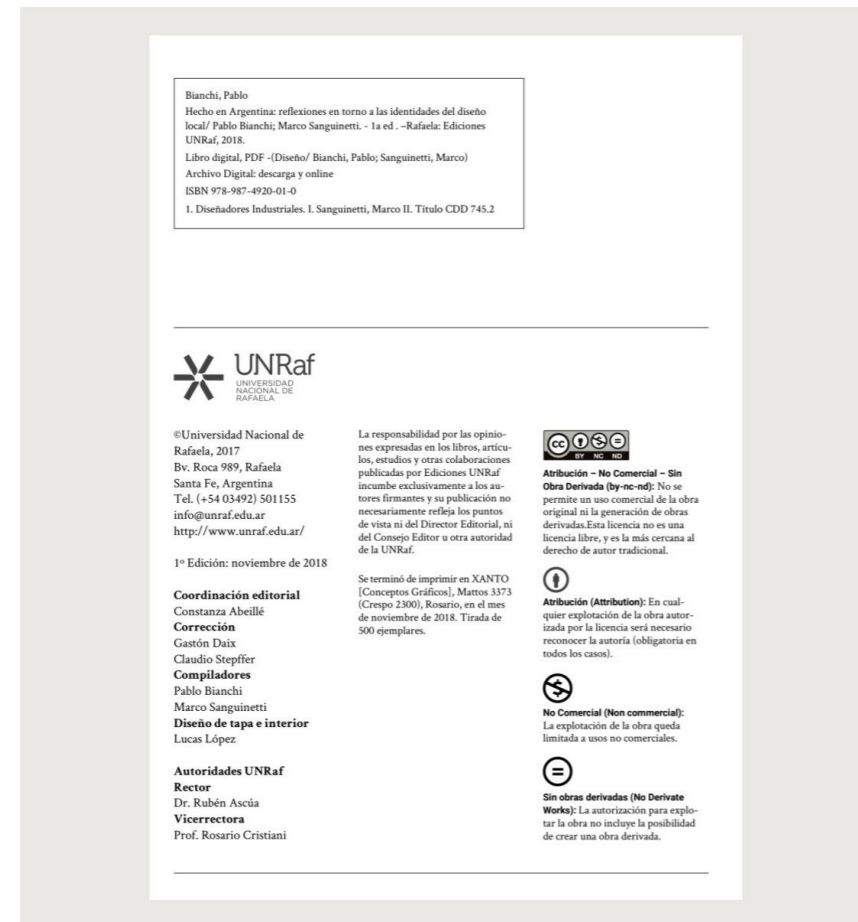 Bianchi, Pablo
Hecho en Argentina: reflexiones en torno a las identidades del diseño
local/ Pablo Bianchi; Marco Sanguinetti. - 1a ed . –Rafaela: Ediciones
UNRaf, 2018.
Libro digital, PDF -(Diseño/ Bianchi, Pablo; Sanguinetti, Marco)
Archivo Digital: descarga y online
ISBN 978-987-4920-01-0
1. Diseñadores Industriales. I. Sanguinetti, Marco II. Título CDD 745.2
UNRaf
UNIVERSIDAD
NACIONAL DE
RAFAELA
©Universidad Nacional de
Rafaela, 2017
Bv. Roca 989, Rafaela
Santa Fe, Argentina
Tel. (+54 03492) 501155
info@unraf.edu.ar
http://www.unraf.edu.ar/
1º Edición: noviembre de 2018
Coordinación editorial
Constanza Abeillé
Corrección
Gastón Daix
Claudio Stepffer
Compiladores
Pablo Bianchi
Marco Sanguinetti
Diseño de tapa e interior
Lucas López
Autoridades UNRaf
Rector
Dr. Rubén Ascúa
Vicerrectora
Prof. Rosario Cristiani
La responsabilidad por las opinio-
nes expresadas en los libros, artícu-
los, estudios y otras colaboraciones
publicadas por Ediciones UNRaf
incumbe exclusivamente a los au-
tores firmantes y su publicación no
necesariamente refleja los puntos
de vista ni del Director Editorial, ni
del Consejo Editor u otra autoridad
de la UNRaf.
Se terminó de imprimir en XANTO
[Conceptos Gráficos], Mattos 3373
(Crespo 2300), Rosario, en el mes
de noviembre de 2018. Tirada de
500 ejemplares.
cc
BY NC ND
Atribución – No Comercial – Sin
Obra Derivada (by-nc-nd): No se
permite un uso comercial de la obra
original ni la generación de obras
derivadas.Esta licencia no es una
licencia libre, y es la más cercana al
derecho de autor tradicional.
Atribución (Attribution): En cual-
quier explotación de la obra autor-
izada por la licencia será necesario
reconocer la autoría (obligatoria en
todos los casos).
No Comercial (Non commercial):
La explotación de la obra queda
limitada a usos no comerciales.
Sin obras derivadas (No Derivate
Works): La autorización para explo-
tar la obra no incluye la posibilidad
de crear una obra derivada.